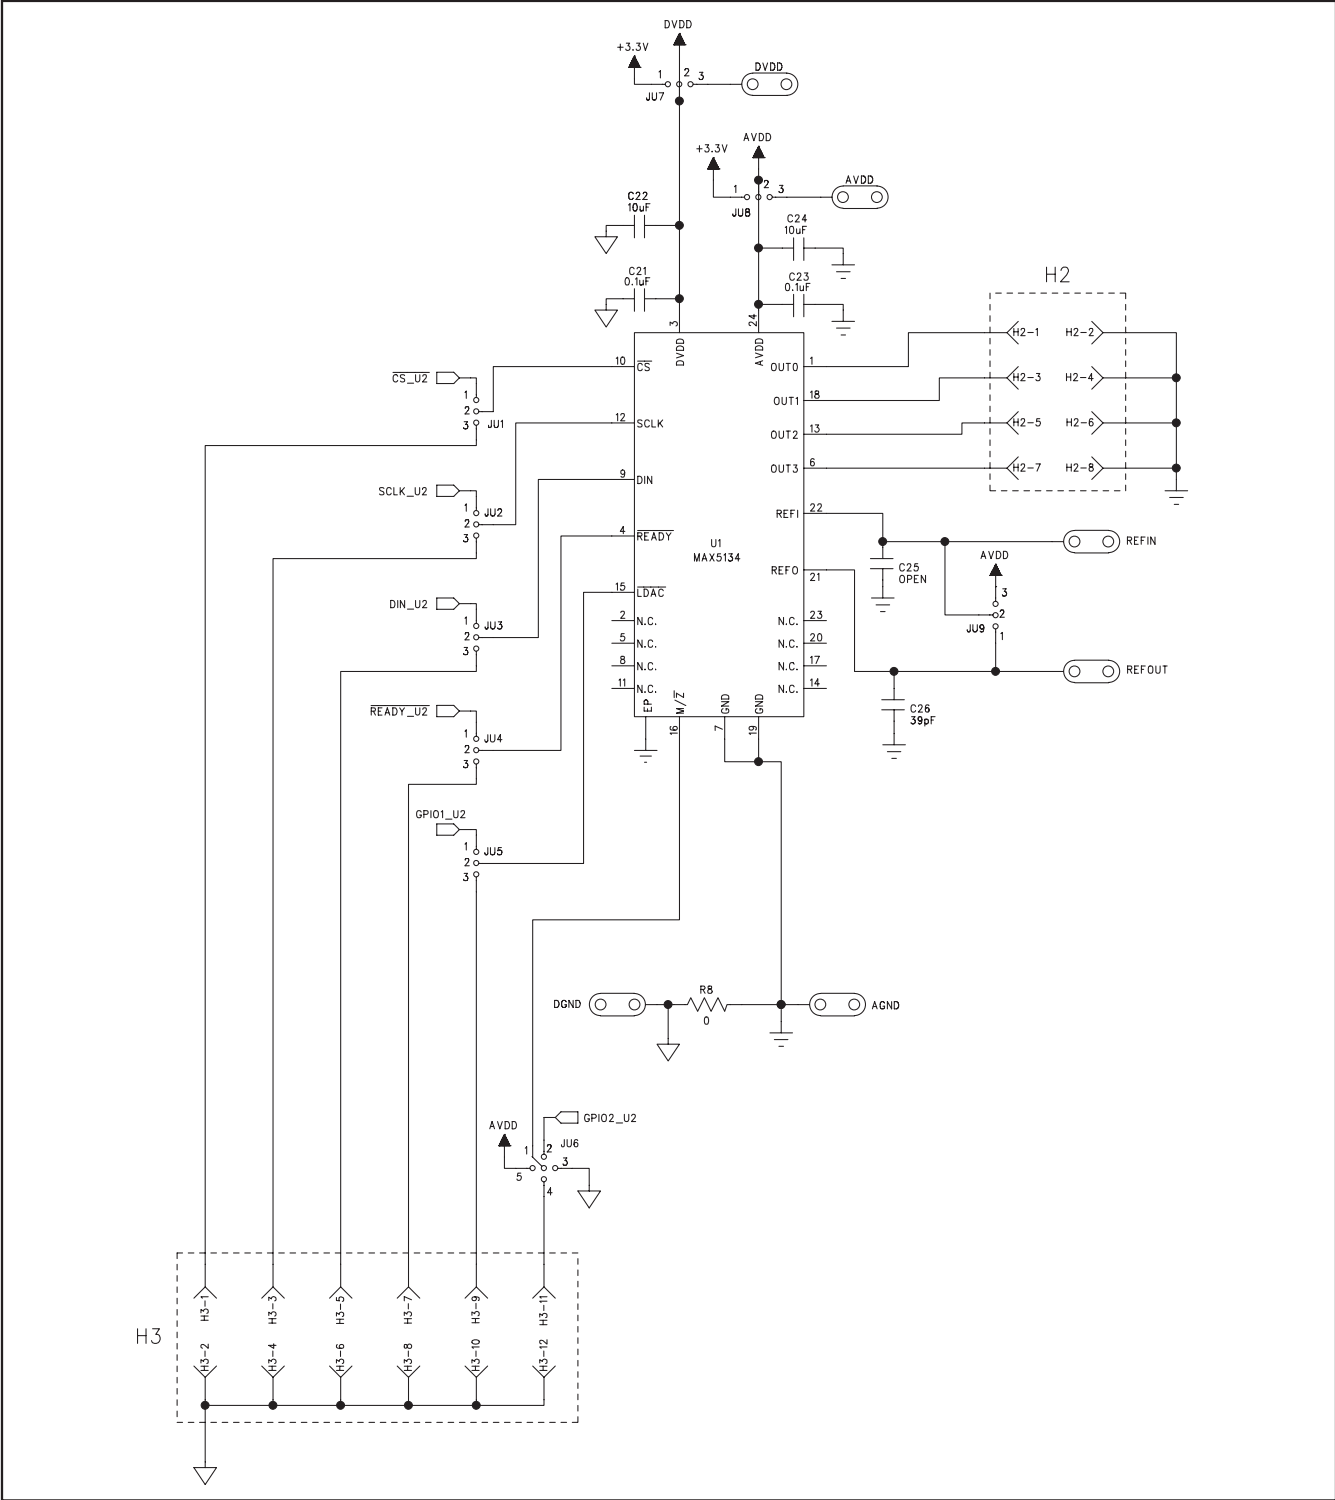 DVDD
+3.3V
1 2 3
DVDD
JU7
AVDD
+3.3V
1 2 3
AVDD
JU8
C22
10uF
C24
10uF
C21
0.1uF
C23
0.1uF
H2
3
24
DVDD
AVDD
10
C̅S̅
12
SCLK
9
DIN
4
R̅E̅A̅D̅Y̅
15
L̅D̅A̅C̅
2
N.C.
5
N.C.
8
N.C.
11
N.C.
U1
MAX5134
OUT0
1
OUT1
18
OUT2
13
OUT3
6
REFI
22
REFO
21
N.C.
23
N.C.
20
N.C.
17
N.C.
14
EP
M/Z̅
GND
GND
16
7
19
H2-1
H2-2
H2-3
H2-4
H2-5
H2-6
H2-7
H2-8
C̅S̅_̅U̅2̅
1
2
3
JU1
SCLK_U2
1
2
3
JU2
DIN_U2
1
2
3
JU3
R̅E̅A̅D̅Y̅_̅U̅2̅
1
2
3
JU4
GPIO1_U2
1
2
3
JU5
REFIN
C25
OPEN
AVDD
3
2
JU9
1
REFOUT
C26
39pF
DGND
R8
0
AGND
GPIO2_U2
AVDD
JU6
1
2
3
5
4
H3
H3-1
H3-3
H3-5
H3-7
H3-9
H3-11
H3-2
H3-4
H3-6
H3-8
H3-10
H3-12